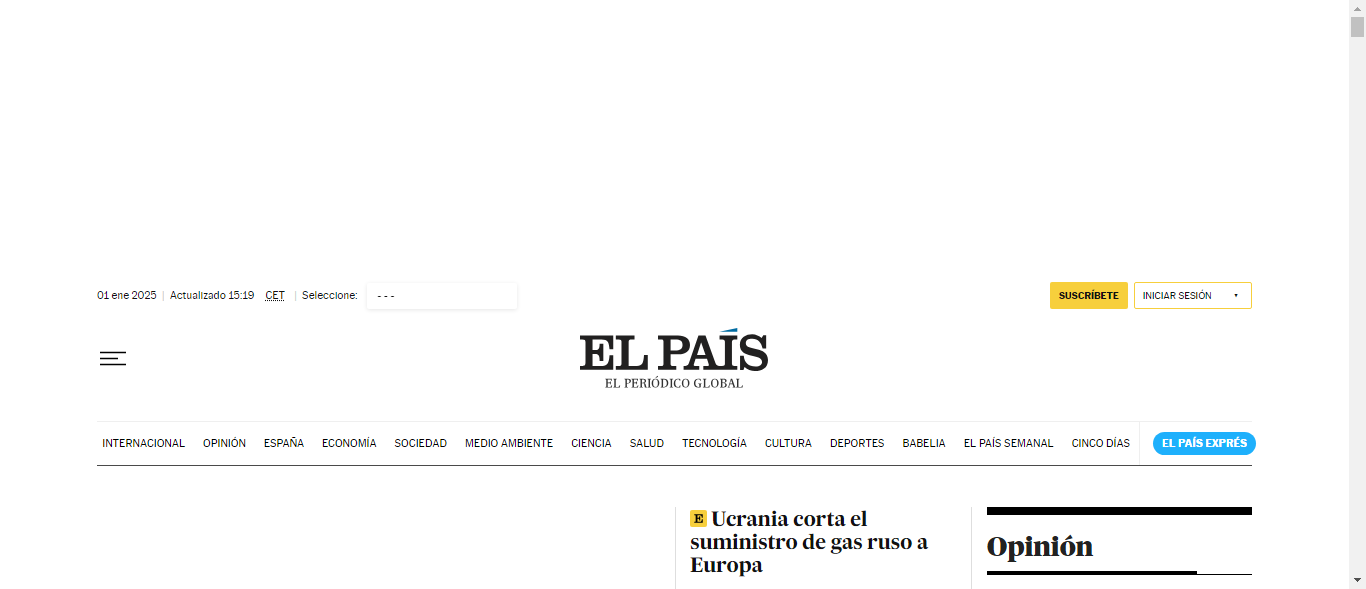 01 ene 2025 | Actualizado 15:19 CET | Seleccione: - - -
SUSCRÍBETE
INICIAR SESIÓN
EL PAÍS
EL PERIÓDICO GLOBAL
INTERNACIONAL OPINIÓN ESPAÑA ECONOMÍA SOCIEDAD MEDIO AMBIENTE CIENCIA SALUD TECNOLOGÍA CULTURA DEPORTES BABELIA EL PAÍS SEMANAL CINCO DÍAS EL PAÍS EXPRÉS
E Ucrania corta el
suministro de gas ruso a
Europa
Opinión